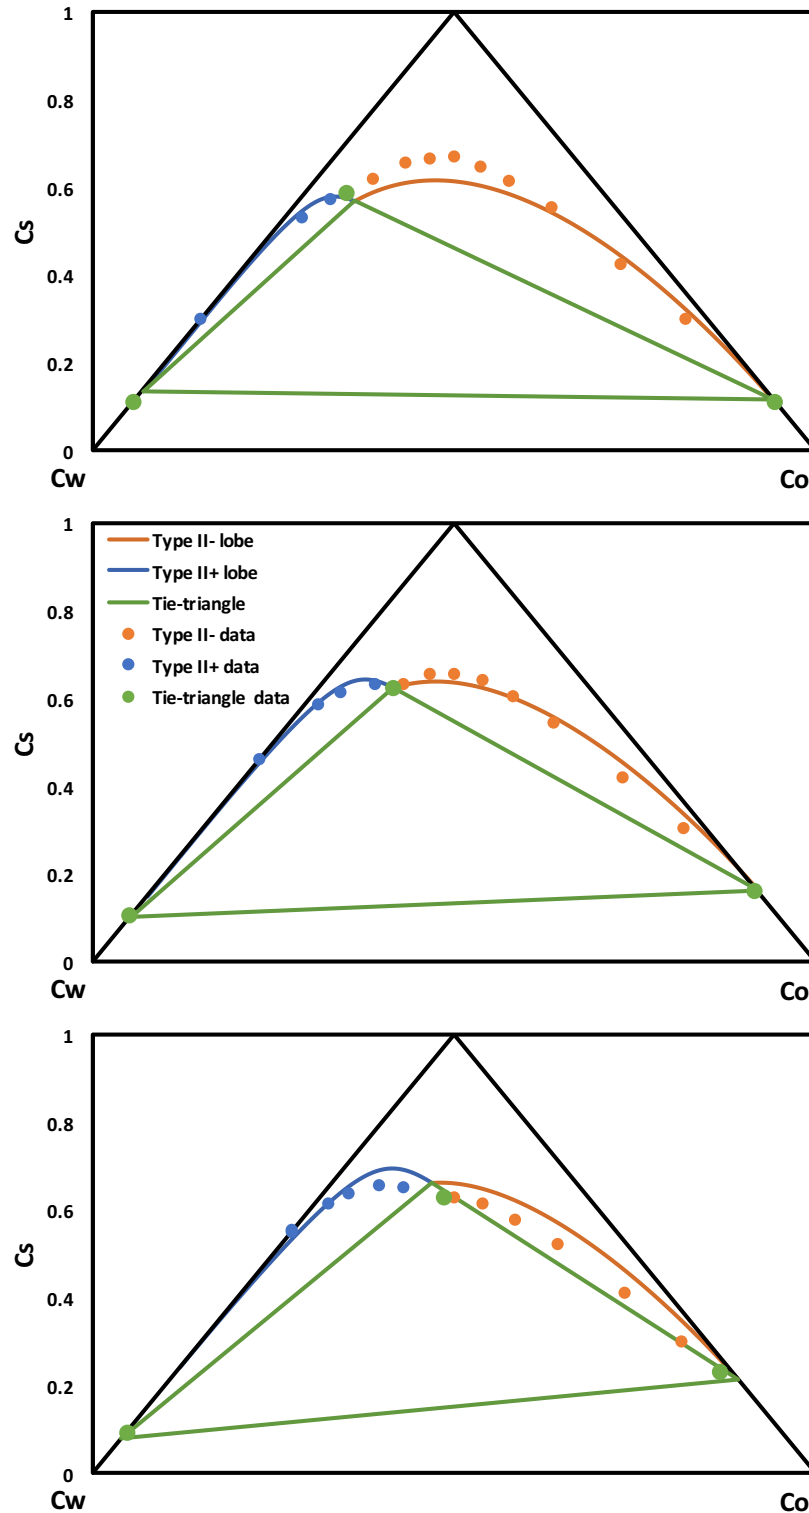 1
0.8
0.6
Cs
0.4
0.2
0
Cw
Co
1
Type II- lobe
Type II+ lobe
0.8
Tie-triangle
Type II- data
Type II+ data
0.6
Tie-triangle data
Cs
0.4
0.2
0
Cw
Co
1
0.8
0.6
Cs
0.4
0.2
0
Cw
Co